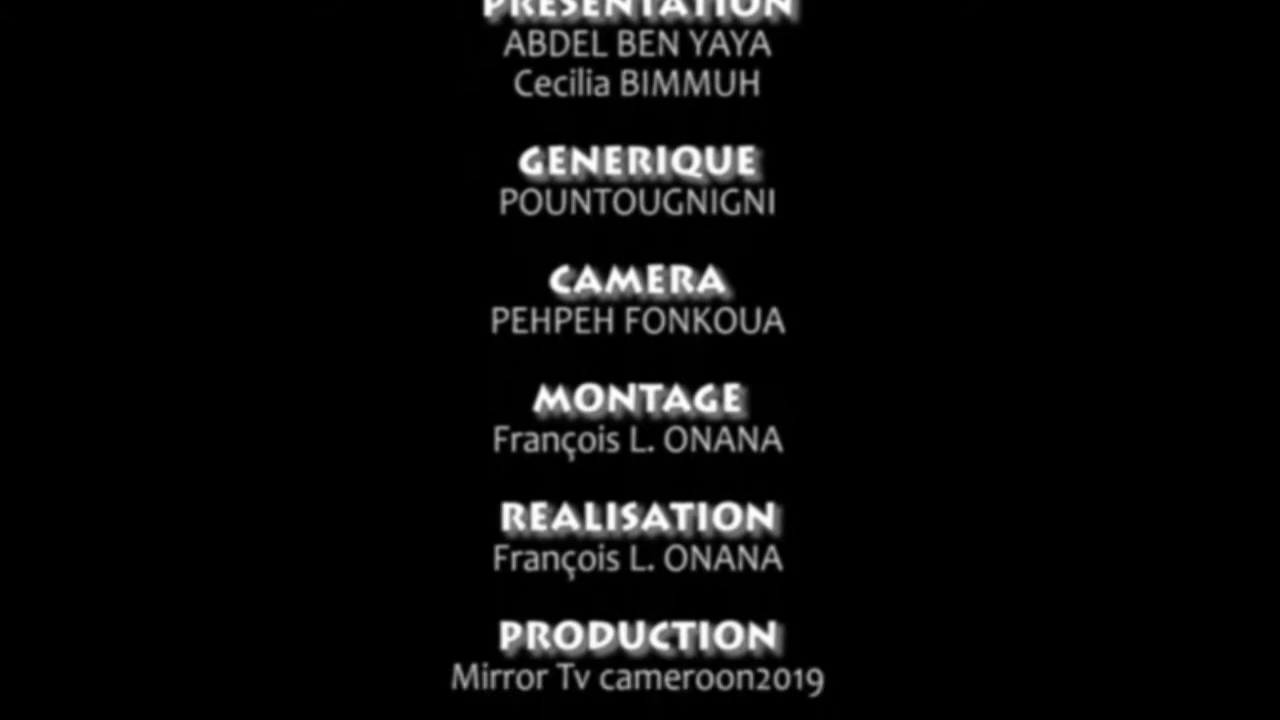 PRESENTATION
ABDEL BEN YAYA
Cecilia BIMMUH
GENERIQUE
POUNTOUGNIGNI
CAMERA
PEHPEH FONKOUA
MONTAGE
François L. ONANA
REALISATION
François L. ONANA
PRODUCTION
Mirror Tv cameroon2019